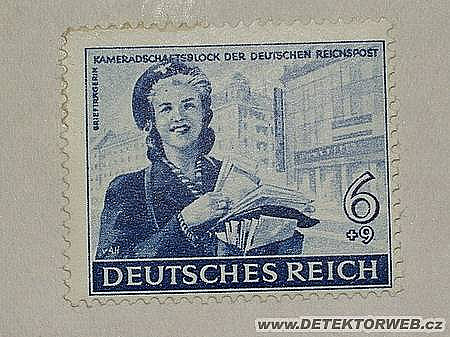 KAMERADSCHAFTSBLOCK DER DEUTSCHEN REICHSPOST
BRIEFTRÄGERIN
6
+9
DEUTSCHES REICH
www.DETEKTORWEB.cz